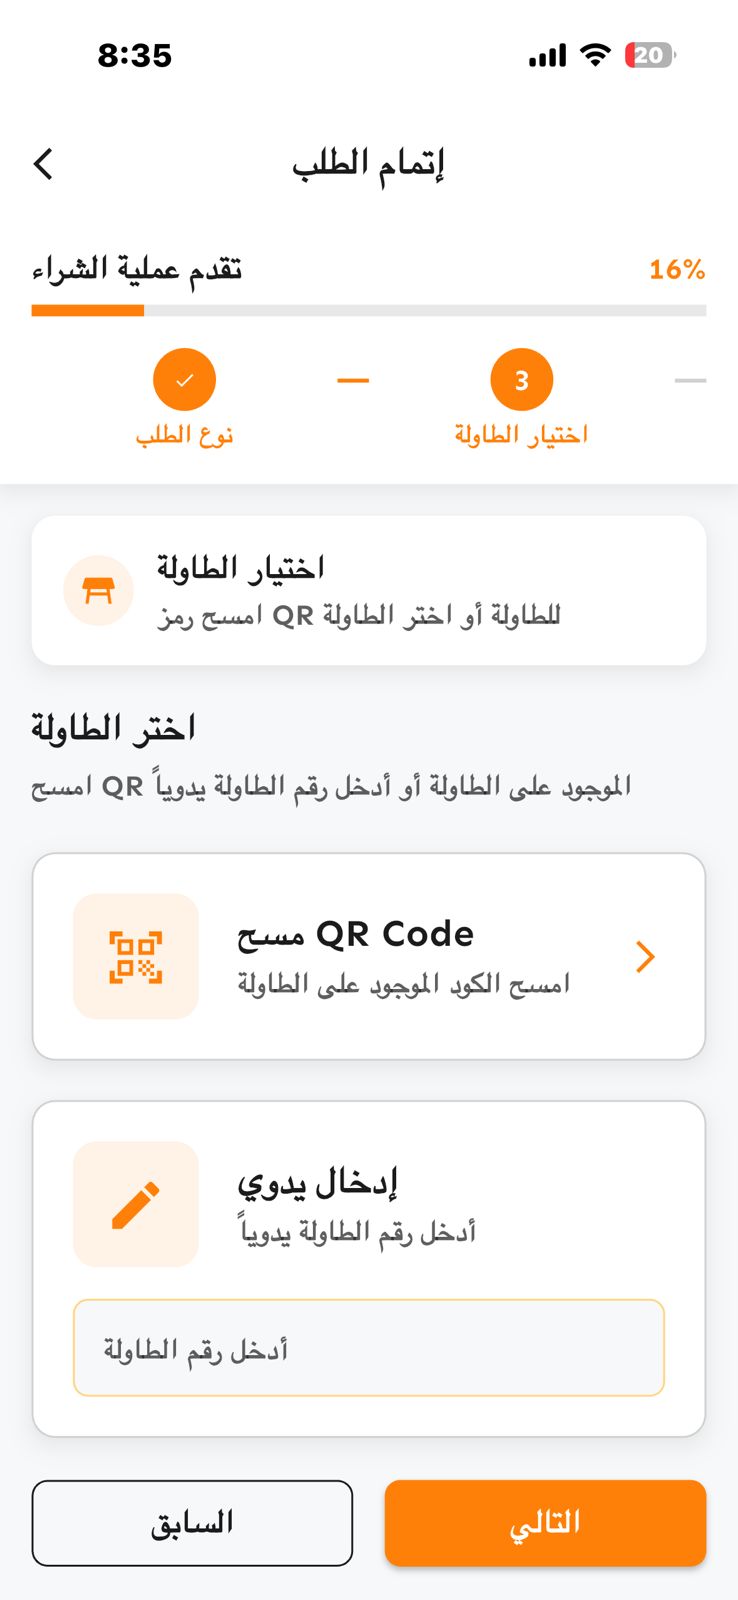 8:35
20
إتمام الطلب
تقدم عملية الشراء
16%
3
نوع الطلب
اختيار الطاولة
اختيار الطاولة
للطاولة أو اختر الطاولة QR امسح رمز
اختر الطاولة
الموجود على الطاولة أو أدخل رقم الطاولة يدوياً QR امسح
مسح QR Code
امسح الكود الموجود على الطاولة
إدخال يدوي
أدخل رقم الطاولة يدوياً
أدخل رقم الطاولة
السابق
التالي